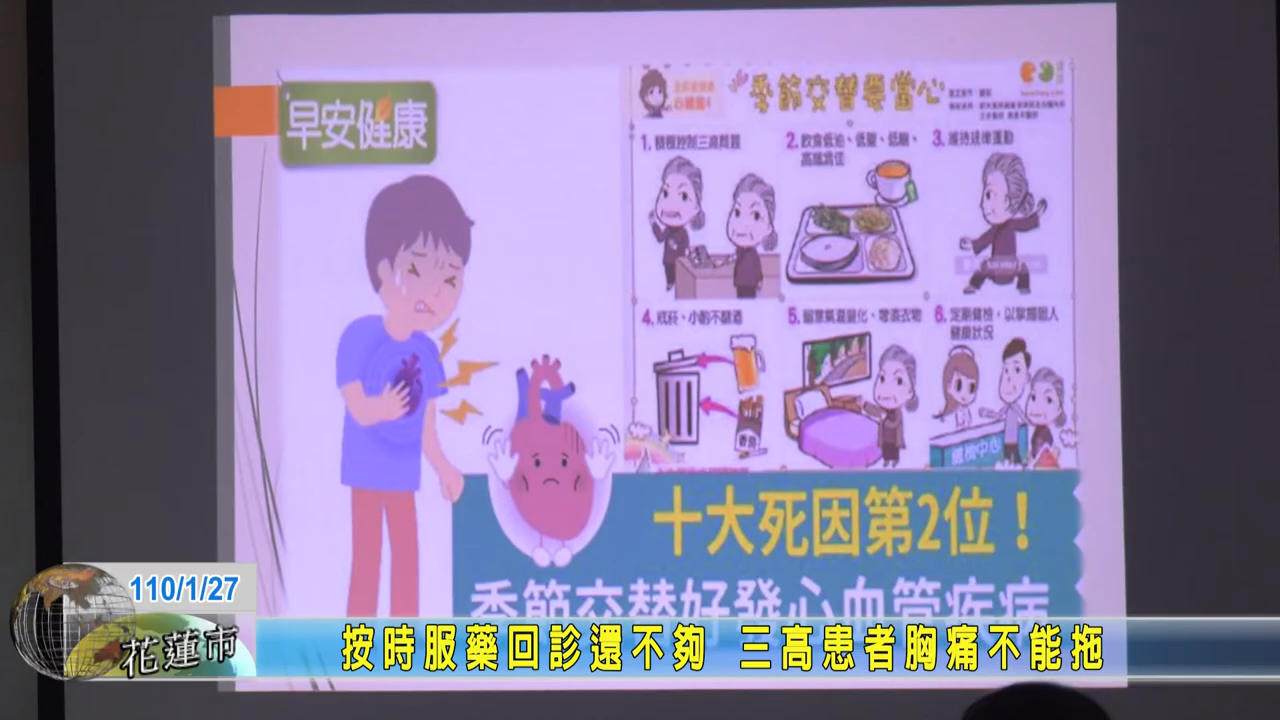 早安健康
季節交替要當心
1. 積極控制三高問題
2. 飲食低油、低鹽、低糖、
高纖為佳
3. 維持規律運動
4. 戒菸、小酌不酗酒
5. 留意氣溫變化、增添衣物
6. 定期健檢，以掌握個人
健康狀況
健檢中心
十大死因第2位！
季節交替好發心血管疾病
110/1/27
花蓮市
按時服藥回診還不夠 三高患者胸痛不能拖